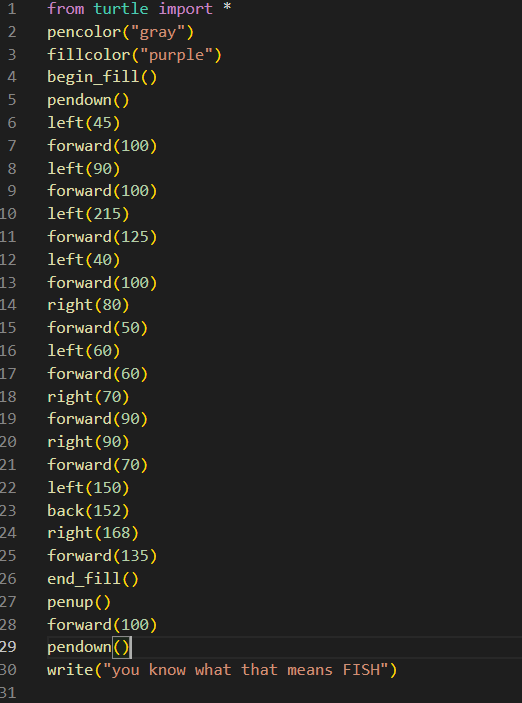 1 from turtle import *
2 pencolor("gray")
3 fillcolor("purple")
4 begin_fill()
5 pendown()
6 left(45)
7 forward(100)
8 left(90)
9 forward(100)
10 left(215)
11 forward(125)
12 left(40)
13 forward(100)
14 right(80)
15 forward(50)
16 left(60)
17 forward(60)
18 right(70)
19 forward(90)
20 right(90)
21 forward(70)
22 left(150)
23 back(152)
24 right(168)
25 forward(135)
26 end_fill()
27 penup()
28 forward(100)
29 pendown()
30 write("you know what that means FISH")
31